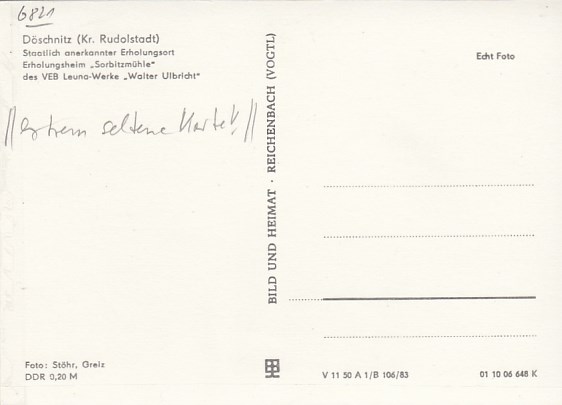 6821
Döschnitz (Kr. Rudolstadt)
Staatlich anerkannter Erholungsort
Erholungsheim „Sorbitzmühle"
des VEB Leuna-Werke „Walter Ulbricht"
Echt Foto
//extrem seltene Karte!//
BILD UND HEIMAT · REICHENBACH (VOGTL)
Foto: Stöhr, Greiz
DDR 0,20 M
V 11 50 A 1/B 106/83
01 10 06 648 K